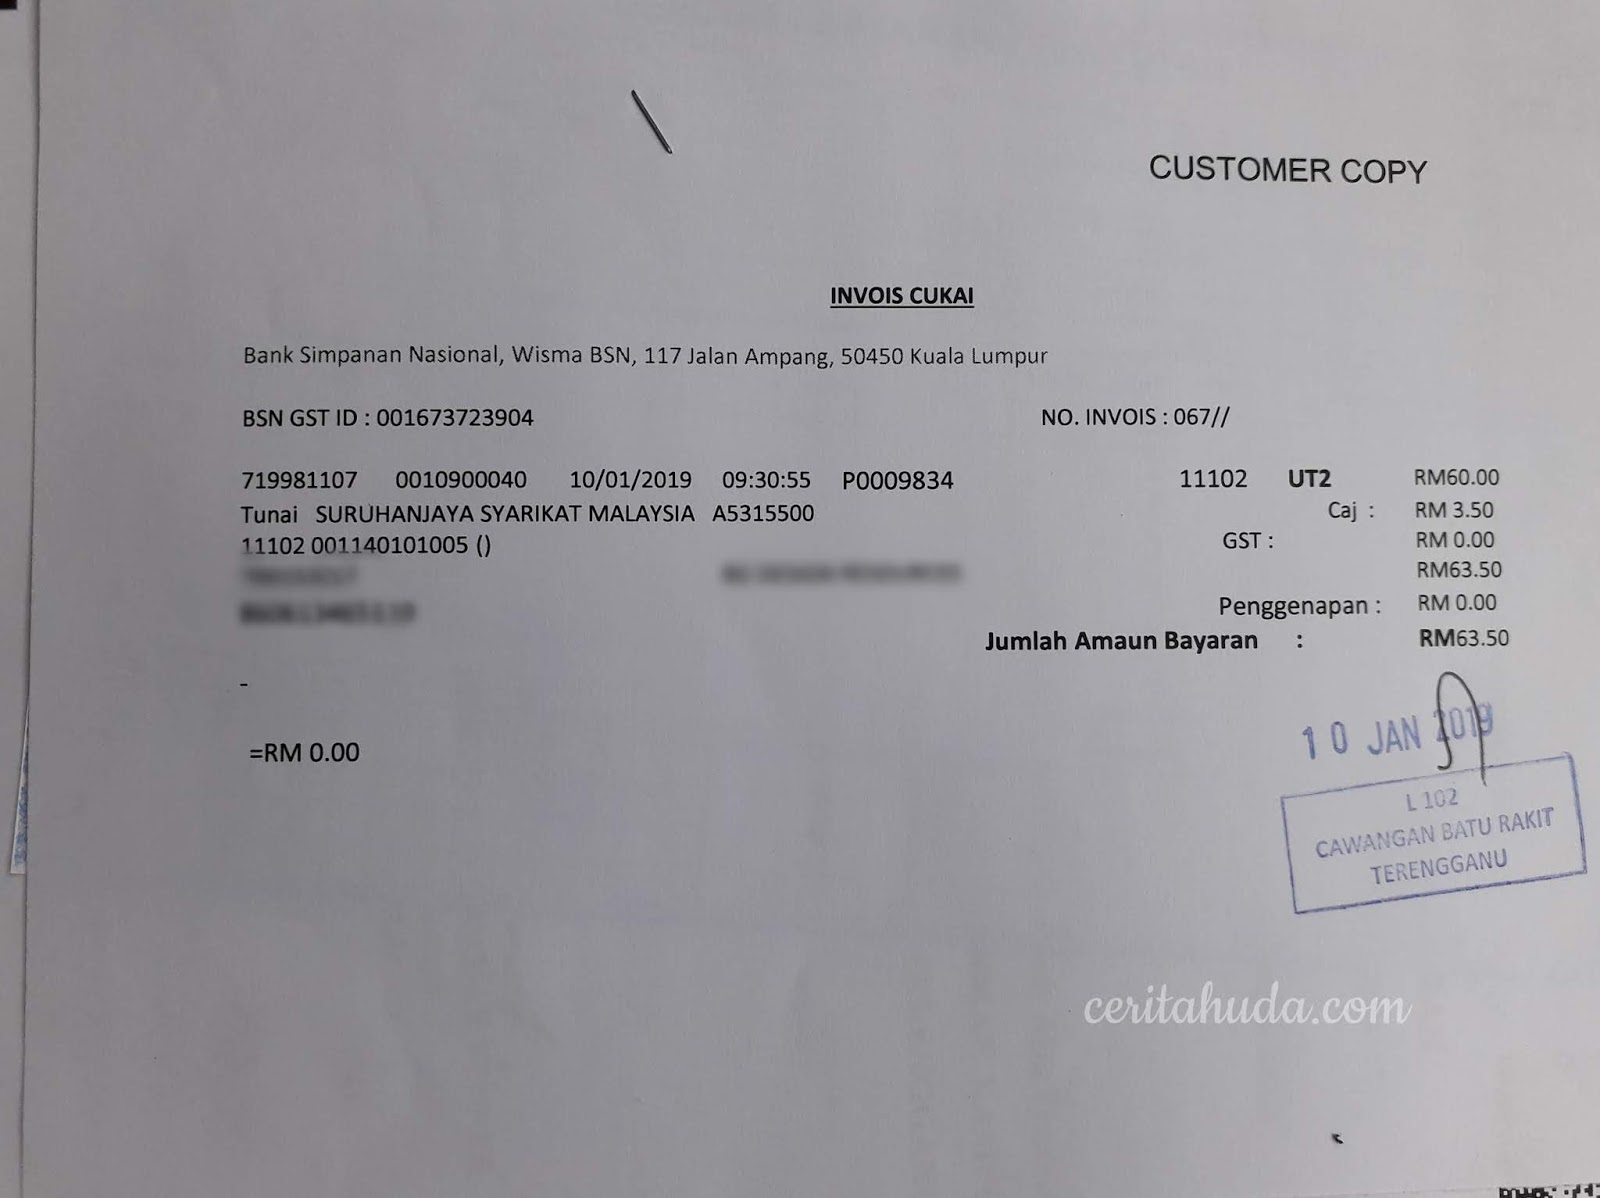 CUSTOMER COPY
INVOIS CUKAI
Bank Simpanan Nasional, Wisma BSN, 117 Jalan Ampang, 50450 Kuala Lumpur
BSN GST ID : 001673723904 NO. INVOIS : 067//
719981107 0010900040 10/01/2019 09:30:55 P0009834 11102 UT2 RM60.00
Tunai SURUHANJAYA SYARIKAT MALAYSIA A5315500 Caj : RM 3.50
11102 001140101005 () GST : RM 0.00
RM63.50
Penggenapan : RM 0.00
Jumlah Amaun Bayaran : RM63.50
-
=RM 0.00
10 JAN 2019
L 102
CAWANGAN BATU RAKIT
TERENGGANU
ceritahuda.com